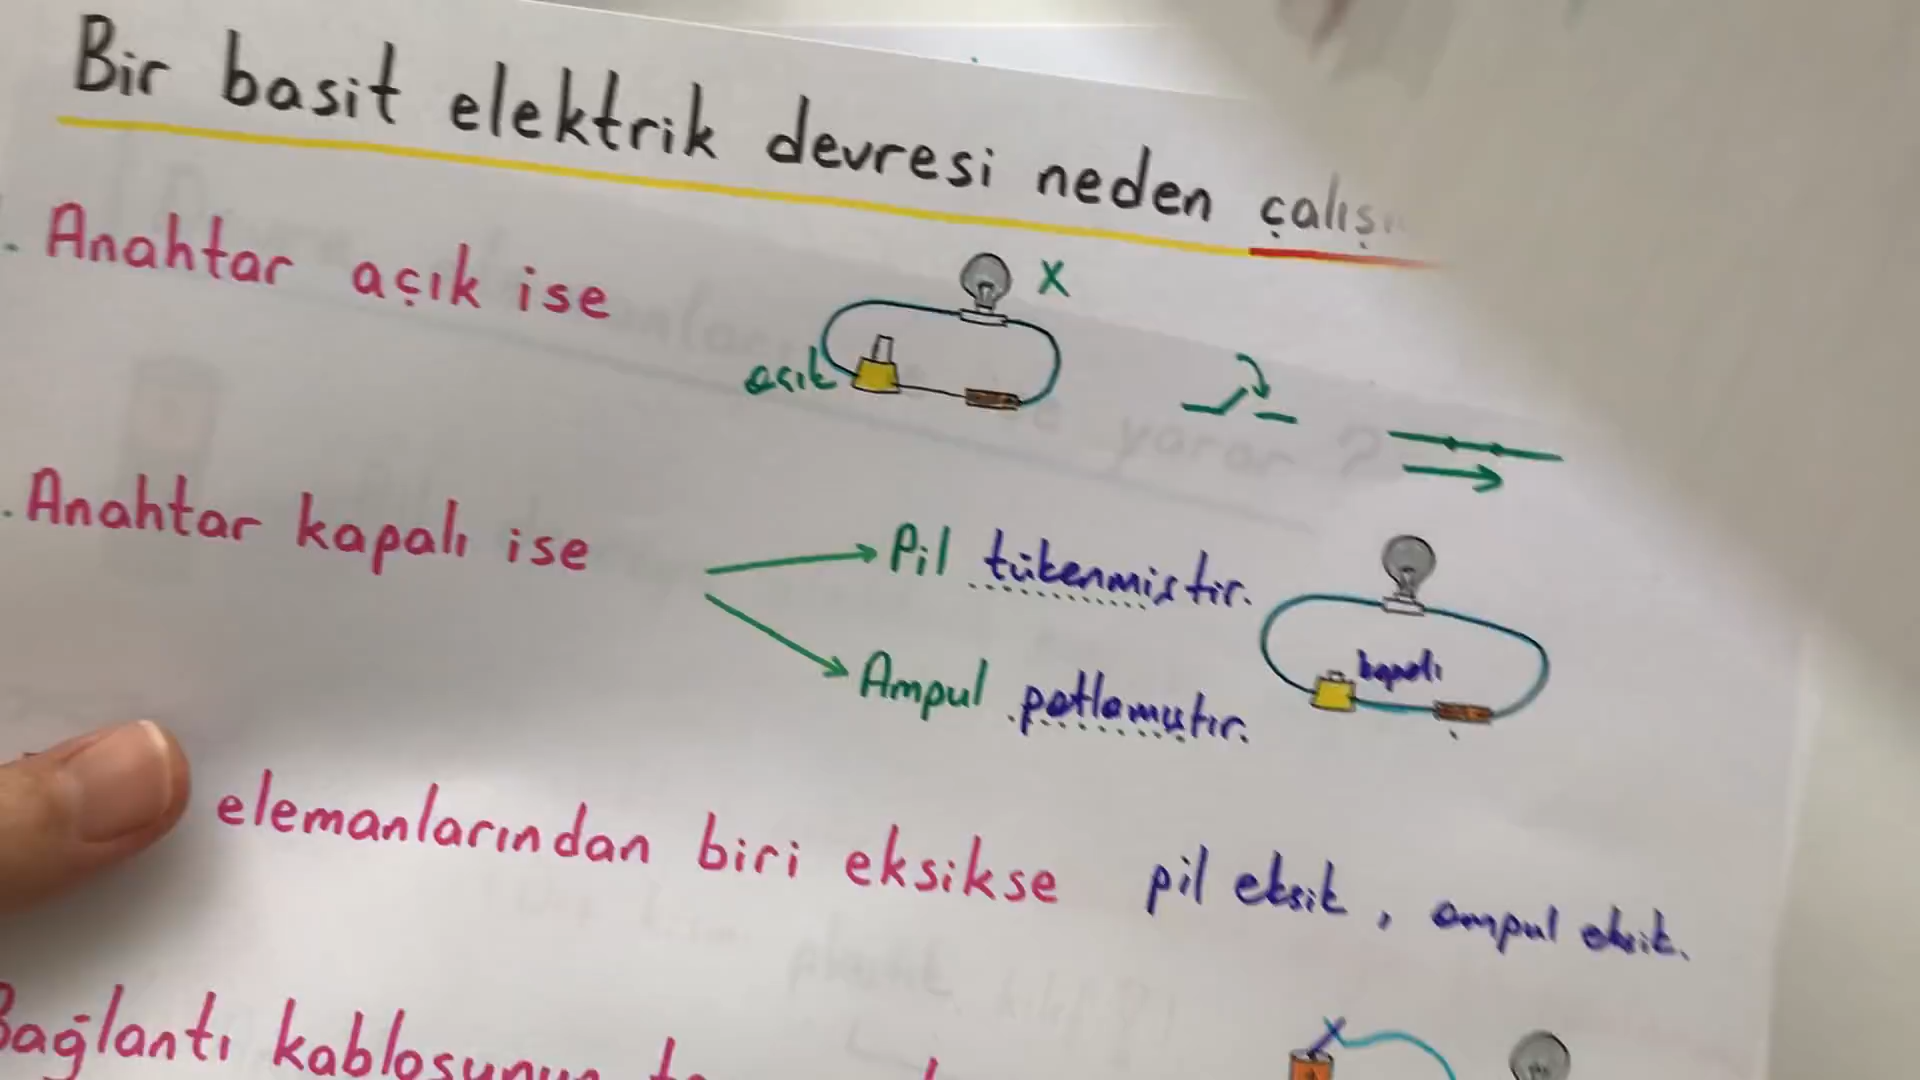 Bir basit elektrik devresi neden
. Anahtar açık ise
X
açık
. Anahtar kapalı ise
Pil tükenmiştir.
Ampul patlamıştır.
kapalı
elemanlarından biri eksikse pil eksik, ampul eksik.
Bağlantı kablosunun